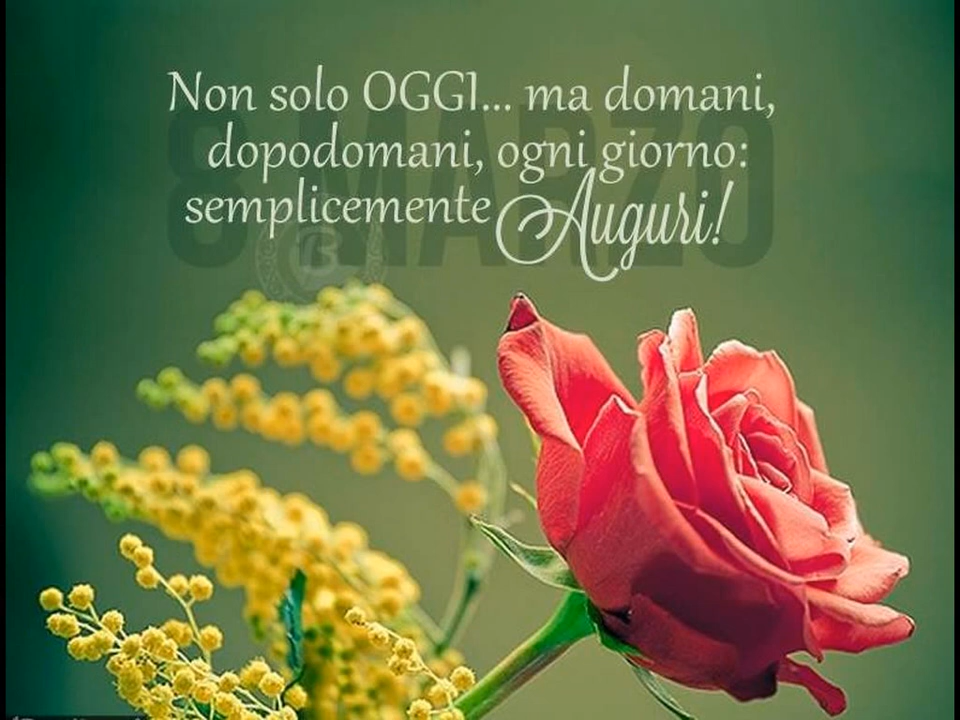 Non solo OGGI... ma domani,
dopodomani, ogni giorno:
semplicemente Auguri!
8 MARZO
B